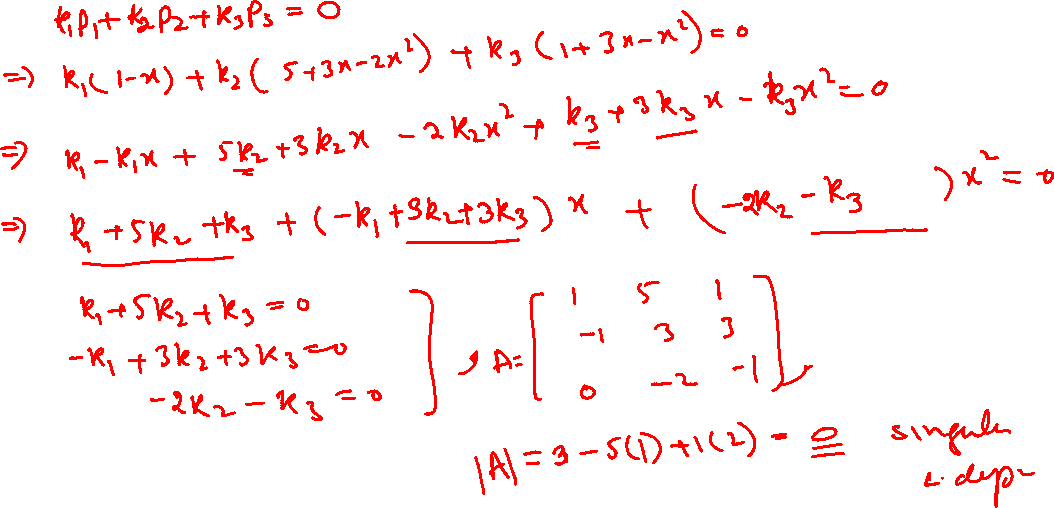 k₁p₁ + k₂p₂ + k₃p₃ = 0
⇒ k₁(1-x) + k₂(5+3x-2x²) + k₃(1+3x-x²) = 0
⇒ k₁ - k₁x + 5k₂ + 3k₂x - 2k₂x² + k₃ + 3k₃x - k₃x² = 0
⇒ k₁ + 5k₂ + k₃ + (-k₁ + 3k₂ + 3k₃)x + (-2k₂ - k₃ )x² = 0
k₁ + 5k₂ + k₃ = 0
-k₁ + 3k₂ + 3k₃ = 0
-2k₂ - k₃ = 0
, A = [
1 5 1
-1 3 3
0 -2 -1
],
|A| = 3 - 5(1) + 1(2) = 0 singular
L. dep